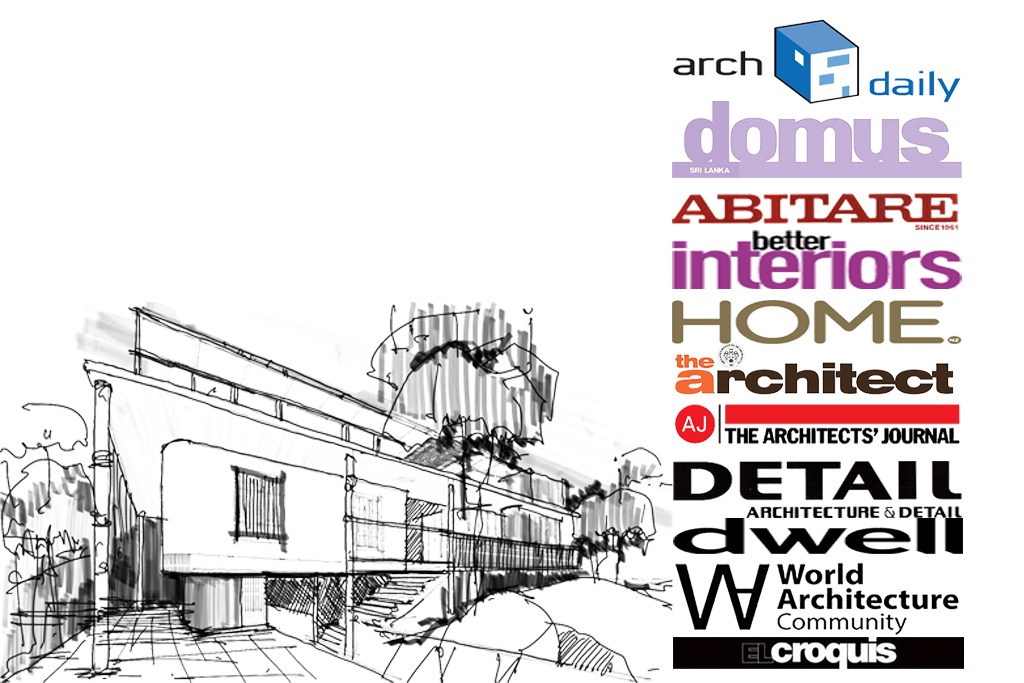 arch daily
domus
SRI LANKA
ABITARE
SINCE 1961
better
interiors
HOME
NZ
the
architect
AJ
THE ARCHITECTS' JOURNAL
DETAIL
ARCHITECTURE & DETAIL
dwell
WA World
Architecture
Community
EL croquis